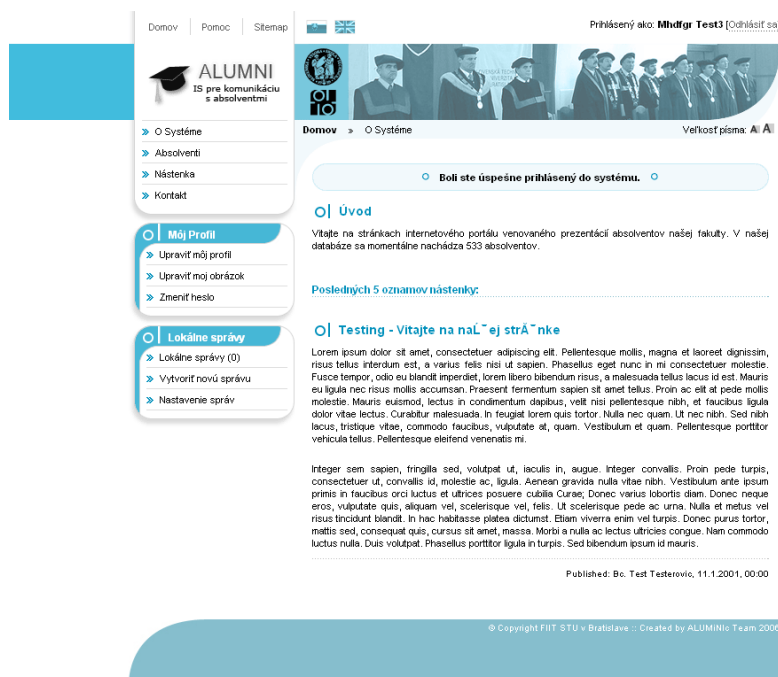 Domov Pomoc Sitemap
Prihlásený ako: Mhdfgr Test3 [Odhlásiť sa
ALUMNI
IS pre komunikáciu
s absolventmi
Domov » O Systéme
Veľkosť písma: A A
O Systéme
Absolventi
Nástenka
Kontakt
Môj Profil
Upraviť môj profil
Upraviť moj obrázok
Zmeniť heslo
Lokálne správy
Lokálne správy (0)
Vytvoriť novú správu
Nastavenie správ
Boli ste úspešne prihlásený do systému.
Úvod
Vitajte na stránkach internetového portálu venovaného prezentácií absolventov našej fakulty. V našej
databáze sa momentálne nachádza 533 absolventov.
Posledných 5 oznamov nástenky:
Testing - Vitajte na naĹˇej strĂˇnke
Lorem ipsum dolor sit amet, consectetuer adipiscing elit. Pellentesque mollis, magna et laoreet dignissim,
risus tellus interdum est, a varius felis nisi ut sapien. Phasellus eget nunc in mi consectetuer molestie.
Fusce tempor, odio eu blandit imperdiet, lorem libero bibendum risus, a malesuada tellus lacus id est. Mauris
eu ligula nec risus mollis accumsan. Praesent fermentum sapien sit amet tellus. Proin ac elit at pede mollis
molestie. Mauris euismod, lectus in condimentum dapibus, velit nisi pellentesque nibh, et faucibus ligula
dolor vitae lectus. Curabitur malesuada. In feugiat lorem quis tortor. Nulla nec quam. Ut nec nibh. Sed nibh
lacus, tristique vitae, commodo faucibus, vulputate at, quam. Vestibulum et quam. Pellentesque porttitor
vehicula tellus. Pellentesque eleifend venenatis mi.
Integer sem sapien, fringilla sed, volutpat ut, iaculis in, augue. Integer convallis. Proin pede turpis,
consectetuer ut, convallis id, molestie ac, ligula. Aenean gravida nulla vitae nibh. Vestibulum ante ipsum
primis in faucibus orci luctus et ultrices posuere cubilia Curae; Donec varius lobortis diam. Donec neque
eros, vulputate quis, aliquam vel, scelerisque vel, felis. Ut scelerisque pede ac urna. Nulla et metus vel
risus tincidunt blandit. In hac habitasse platea dictumst. Etiam viverra enim vel turpis. Donec purus tortor,
mattis sed, consequat quis, cursus sit amet, massa. Morbi a nulla ac lectus ultricies congue. Nam commodo
luctus nulla. Duis volutpat. Phasellus porttitor ligula in turpis. Sed bibendum ipsum id mauris.
Published: Bc. Test Testerovic, 11.1.2001, 00:00
© Copyright FIIT STU v Bratislave :: Created by ALUMiNIc Team 2006